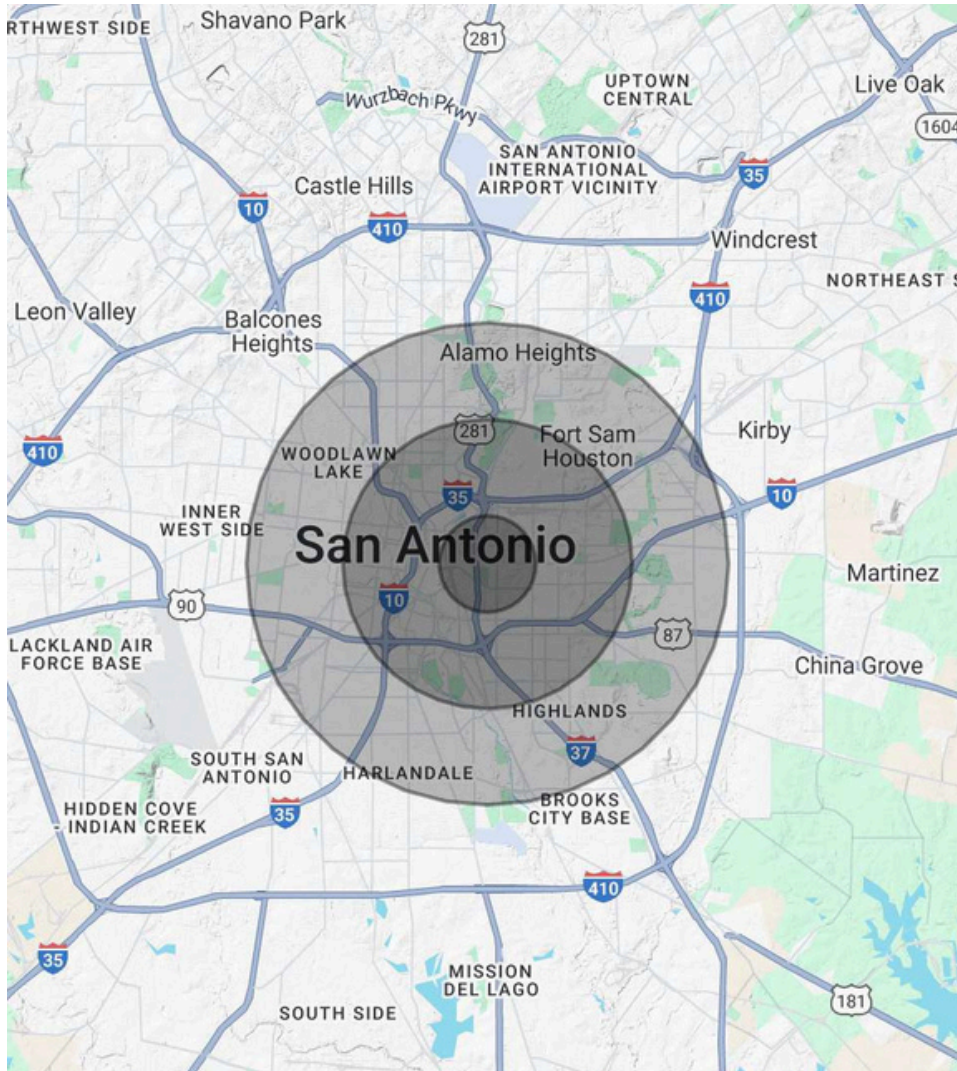 RTHWEST SIDE
Shavano Park
281
UPTOWN
CENTRAL
Live Oak
Wurzbach Pkwy
1604
SAN ANTONIO
INTERNATIONAL
AIRPORT VICINITY
35
Castle Hills
10
410
Windcrest
NORTHEAST S
410
Leon Valley
Balcones
Heights
Alamo Heights
281
Fort Sam
Houston
Kirby
410
WOODLAWN
LAKE
35
10
INNER
WEST SIDE
San Antonio
Martinez
10
90
87
LACKLAND AIR
FORCE BASE
China Grove
HIGHLANDS
37
SOUTH SAN
ANTONIO
HARLANDALE
BROOKS
CITY BASE
HIDDEN COVE
- INDIAN CREEK
35
410
35
MISSION
DEL LAGO
181
SOUTH SIDE